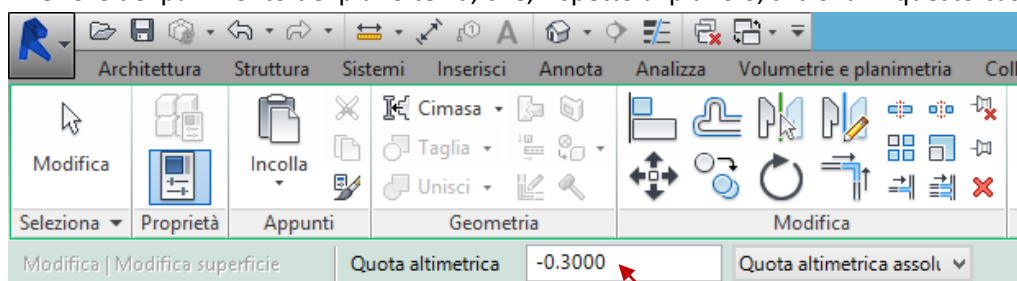 Architettura Struttura Sistemi Inserisci Annota Analizza Volumetrie e planimetria Coll
Modifica Incolla Cimasa
Taglia
Unisci
Seleziona Proprietà Appunti Geometria Modifica
Modifica | Modifica superficie Quota altimetrica -0.3000 Quota altimetrica assolu